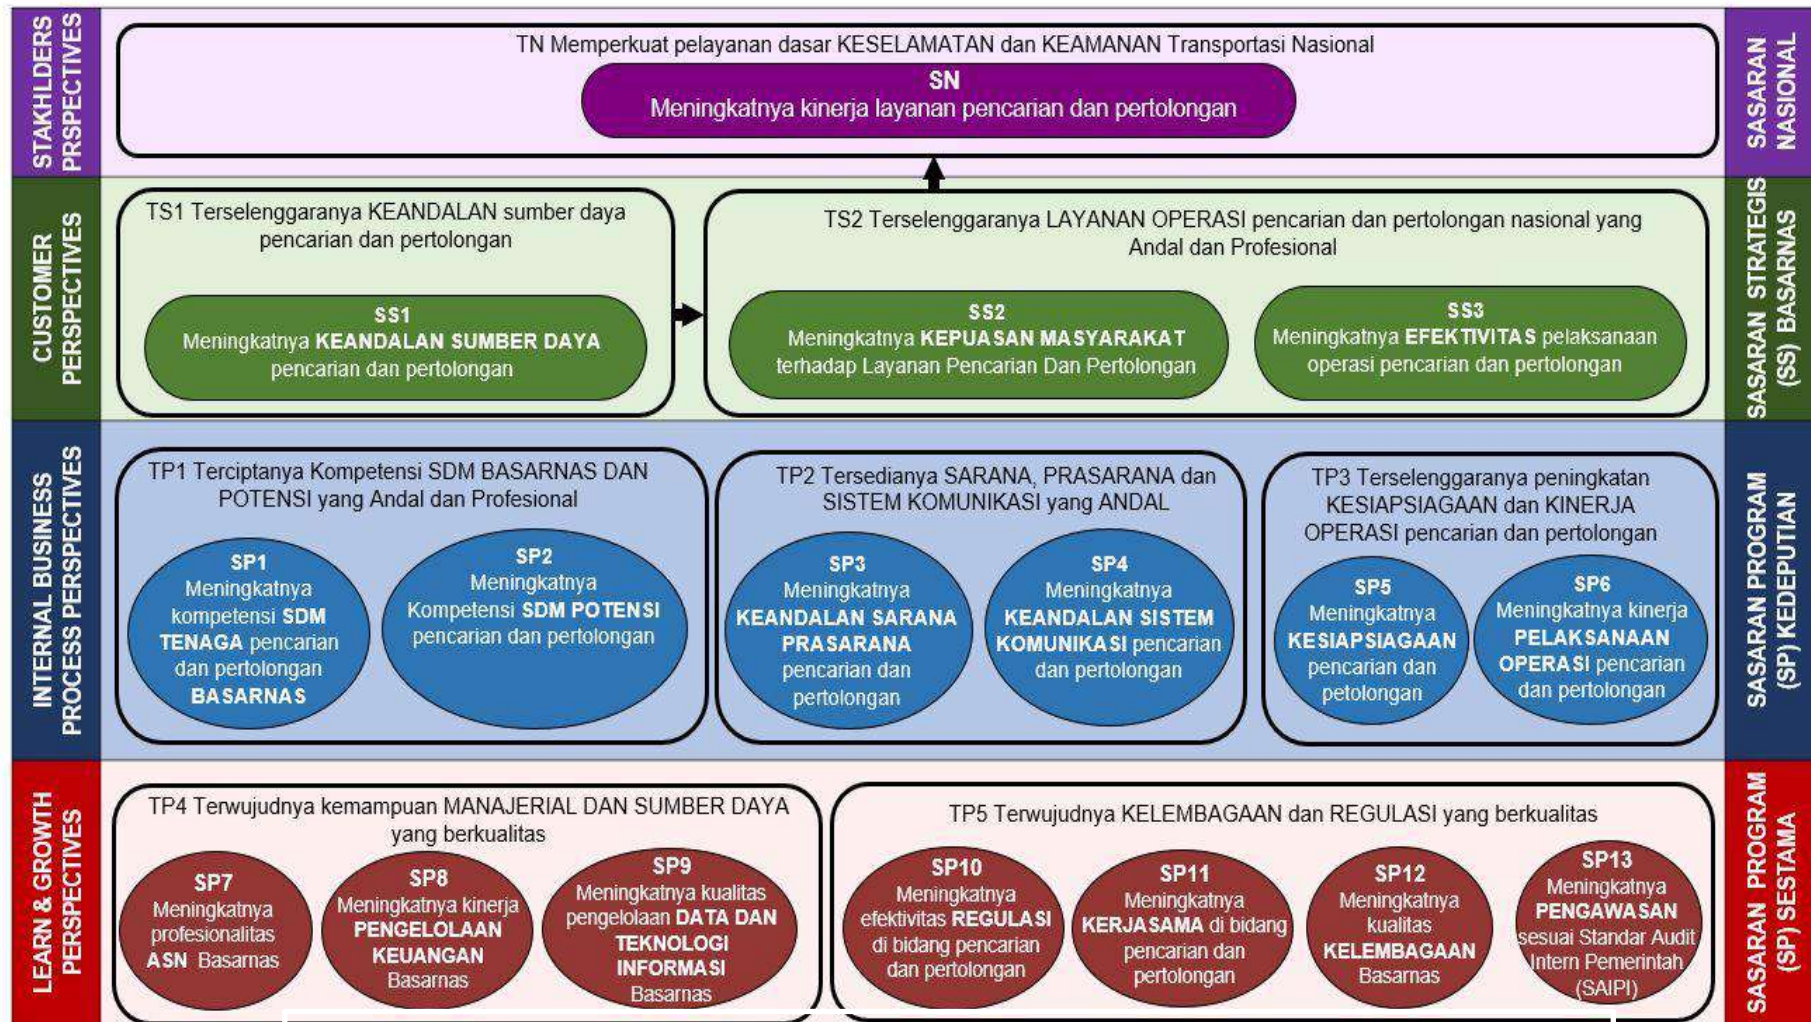 STAKHLDERS
PRSPECTIVES
TN Memperkuat pelayanan dasar KESELAMATAN dan KEAMANAN Transportasi Nasional
SN
Meningkatnya kinerja layanan pencarian dan pertolongan
SASARAN
NASIONAL
CUSTOMER
PERSPECTIVES
TS1 Terselenggaranya KEANDALAN sumber daya
pencarian dan pertolongan
SS1
Meningkatnya KEANDALAN SUMBER DAYA
pencarian dan pertolongan
TS2 Terselenggaranya LAYANAN OPERASI pencarian dan pertolongan nasional yang
Andal dan Profesional
SS2
Meningkatnya KEPUASAN MASYARAKAT
terhadap Layanan Pencarian Dan Pertolongan
SS3
Meningkatnya EFEKTIVITAS pelaksanaan
operasi pencarian dan pertolongan
SASARAN STRATEGIS
(SS) BASARNAS
INTERNAL BUSINESS
PROCESS PERSPECTIVES
TP1 Terciptanya Kompetensi SDM BASARNAS DAN
POTENSI yang Andal dan Profesional
SP1
Meningkatnya
kompetensi SDM
TENAGA pencarian
dan pertolongan
BASARNAS
SP2
Meningkatnya
Kompetensi SDM POTENSI
pencarian dan pertolongan
TP2 Tersedianya SARANA, PRASARANA dan
SISTEM KOMUNIKASI yang ANDAL
SP3
Meningkatnya
KEANDALAN SARANA
PRASARANA
pencarian dan
pertolongan
SP4
Meningkatnya
KEANDALAN SISTEM
KOMUNIKASI pencarian
dan pertolongan
TP3 Terselenggaranya peningkatan
KESIAPSIAGAAN dan KINERJA
OPERASI pencarian dan pertolongan
SP5
Meningkatnya
KESIAPSIAGAAN
pencarian dan
petolongan
SP6
Meningkatnya kinerja
PELAKSANAAN
OPERASI pencarian
dan pertolongan
SASARAN PROGRAM
(SP) KEDEPUTIAN
LEARN & GROWTH
PERSPECTIVES
TP4 Terwujudnya kemampuan MANAJERIAL DAN SUMBER DAYA
yang berkualitas
SP7
Meningkatnya
profesionalitas
ASN Basarnas
SP8
Meningkatnya kinerja
PENGELOLAAN
KEUANGAN
Basarnas
SP9
Meningkatnya kualitas
pengelolaan DATA DAN
TEKNOLOGI
INFORMASI
Basarnas
TP5 Terwujudnya KELEMBAGAAN dan REGULASI yang berkualitas
SP10
Meningkatnya
efektivitas REGULASI
di bidang pencarian
dan pertolongan
SP11
Meningkatnya
KERJASAMA di bidang
pencarian dan
pertolongan
SP12
Meningkatnya
kualitas
KELEMBAGAAN
Basarnas
SP13
Meningkatnya
PENGAWASAN
sesuai Standar Audit
Intern Pemerintah
(SAIPI)
SASARAN PROGRAM
(SP) SESTAMA